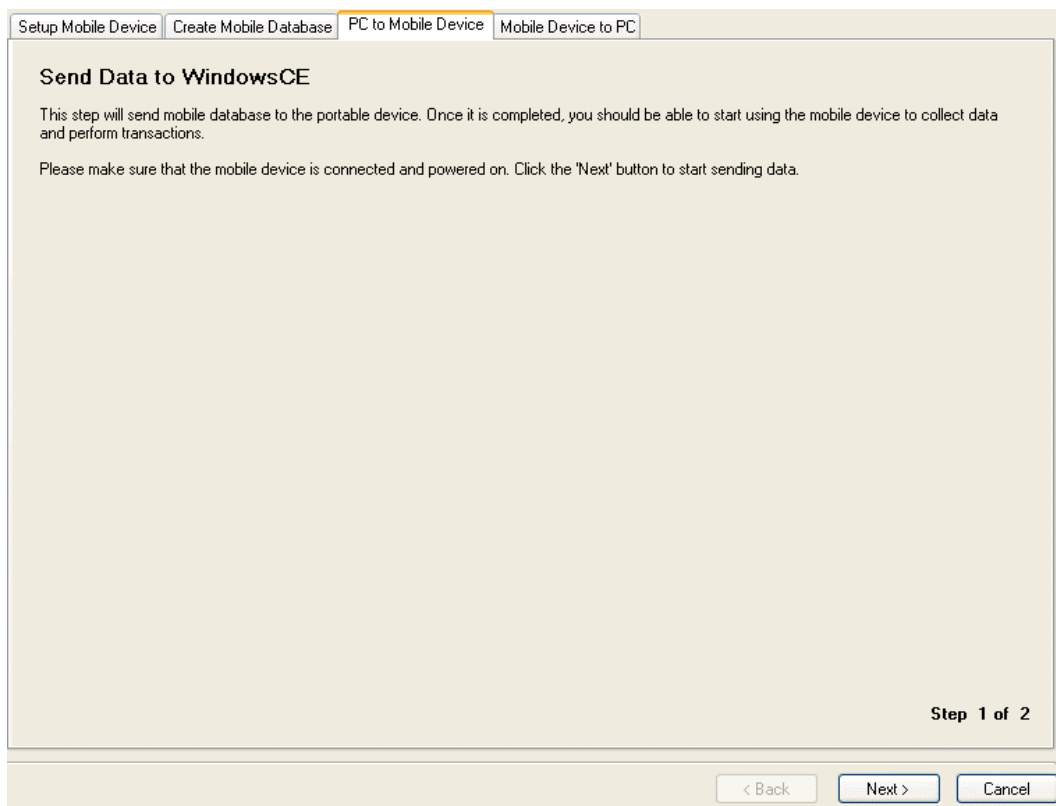 Setup Mobile Device Create Mobile Database PC to Mobile Device Mobile Device to PC
Send Data to WindowsCE
This step will send mobile database to the portable device. Once it is completed, you should be able to start using the mobile device to collect data
and perform transactions.
Please make sure that the mobile device is connected and powered on. Click the 'Next' button to start sending data.
Step 1 of 2
< Back Next > Cancel